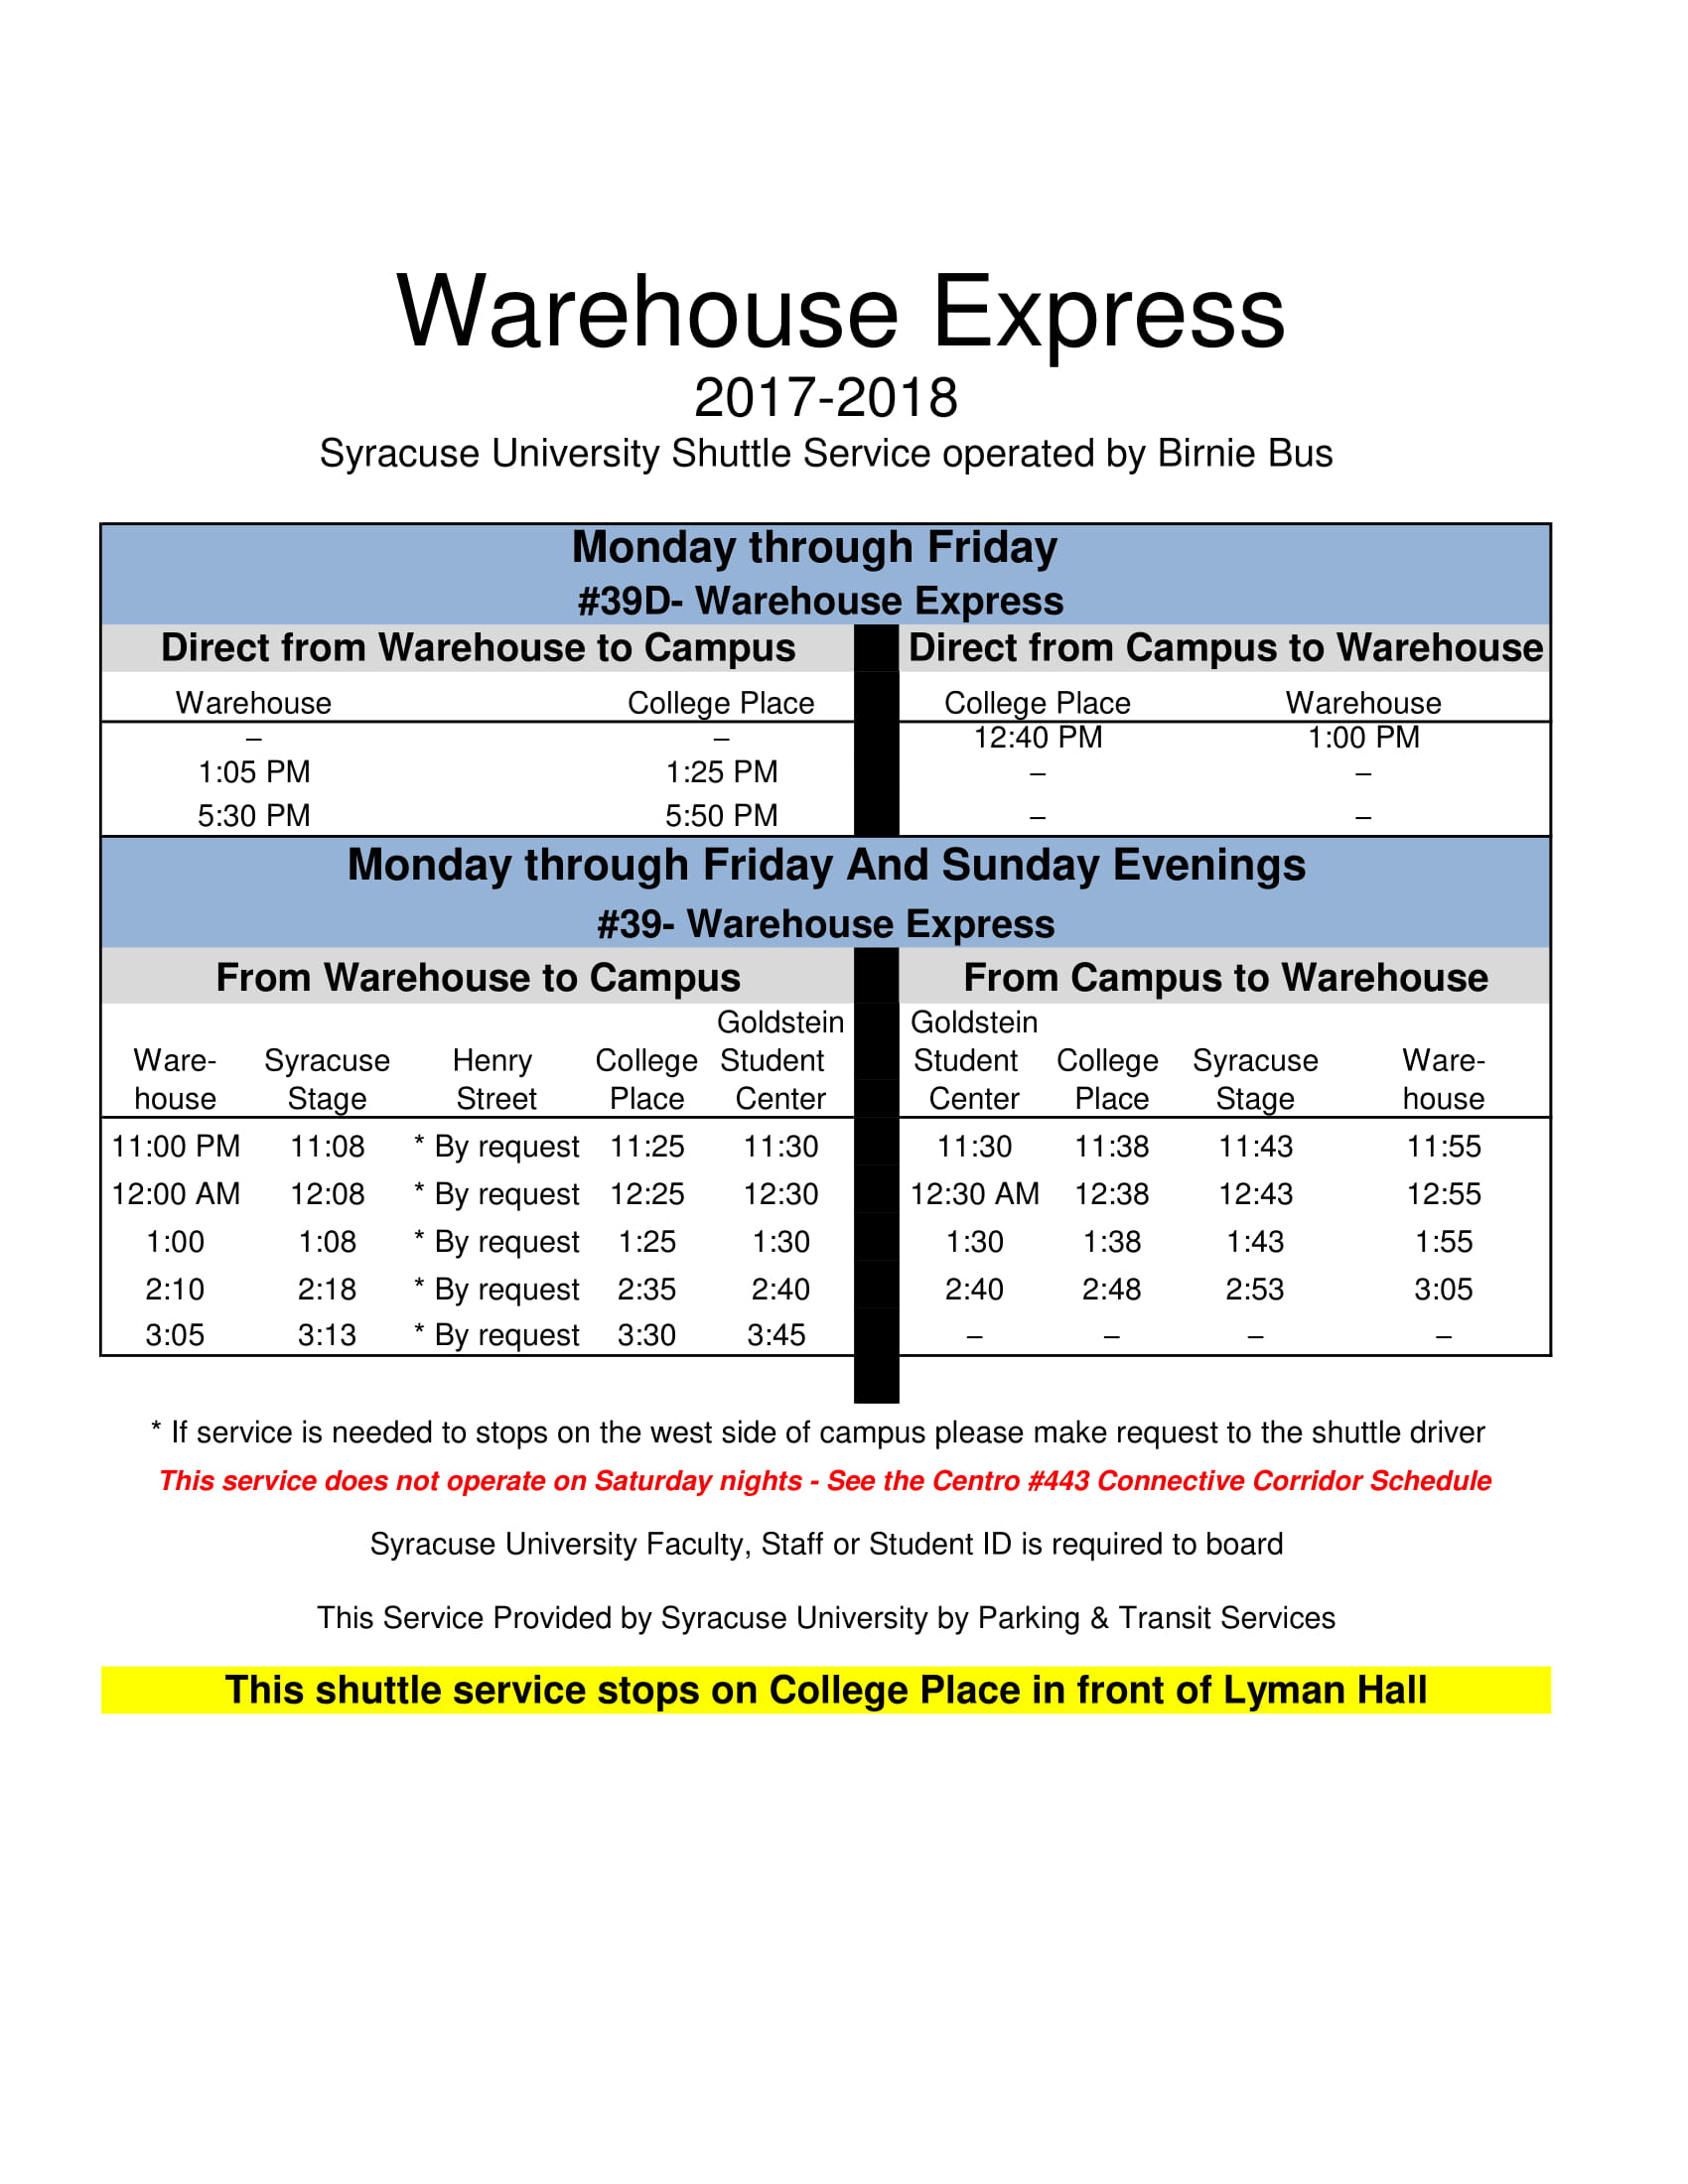 Warehouse Express
2017-2018
Syracuse University Shuttle Service operated by Birnie Bus
Monday through Friday
#39D- Warehouse Express
Direct from Warehouse to Campus Direct from Campus to Warehouse
Warehouse College Place College Place Warehouse
– – 12:40 PM 1:00 PM
1:05 PM 1:25 PM – –
5:30 PM 5:50 PM – –
Monday through Friday And Sunday Evenings
#39- Warehouse Express
From Warehouse to Campus From Campus to Warehouse
Goldstein Goldstein
Ware- Syracuse Henry College Student Student College Syracuse Ware-
house Stage Street Place Center Center Place Stage house
11:00 PM 11:08 * By request 11:25 11:30 11:30 11:38 11:43 11:55
12:00 AM 12:08 * By request 12:25 12:30 12:30 AM 12:38 12:43 12:55
1:00 1:08 * By request 1:25 1:30 1:30 1:38 1:43 1:55
2:10 2:18 * By request 2:35 2:40 2:40 2:48 2:53 3:05
3:05 3:13 * By request 3:30 3:45 – – – –
* If service is needed to stops on the west side of campus please make request to the shuttle driver
This service does not operate on Saturday nights - See the Centro #443 Connective Corridor Schedule
Syracuse University Faculty, Staff or Student ID is required to board
This Service Provided by Syracuse University by Parking & Transit Services
This shuttle service stops on College Place in front of Lyman Hall